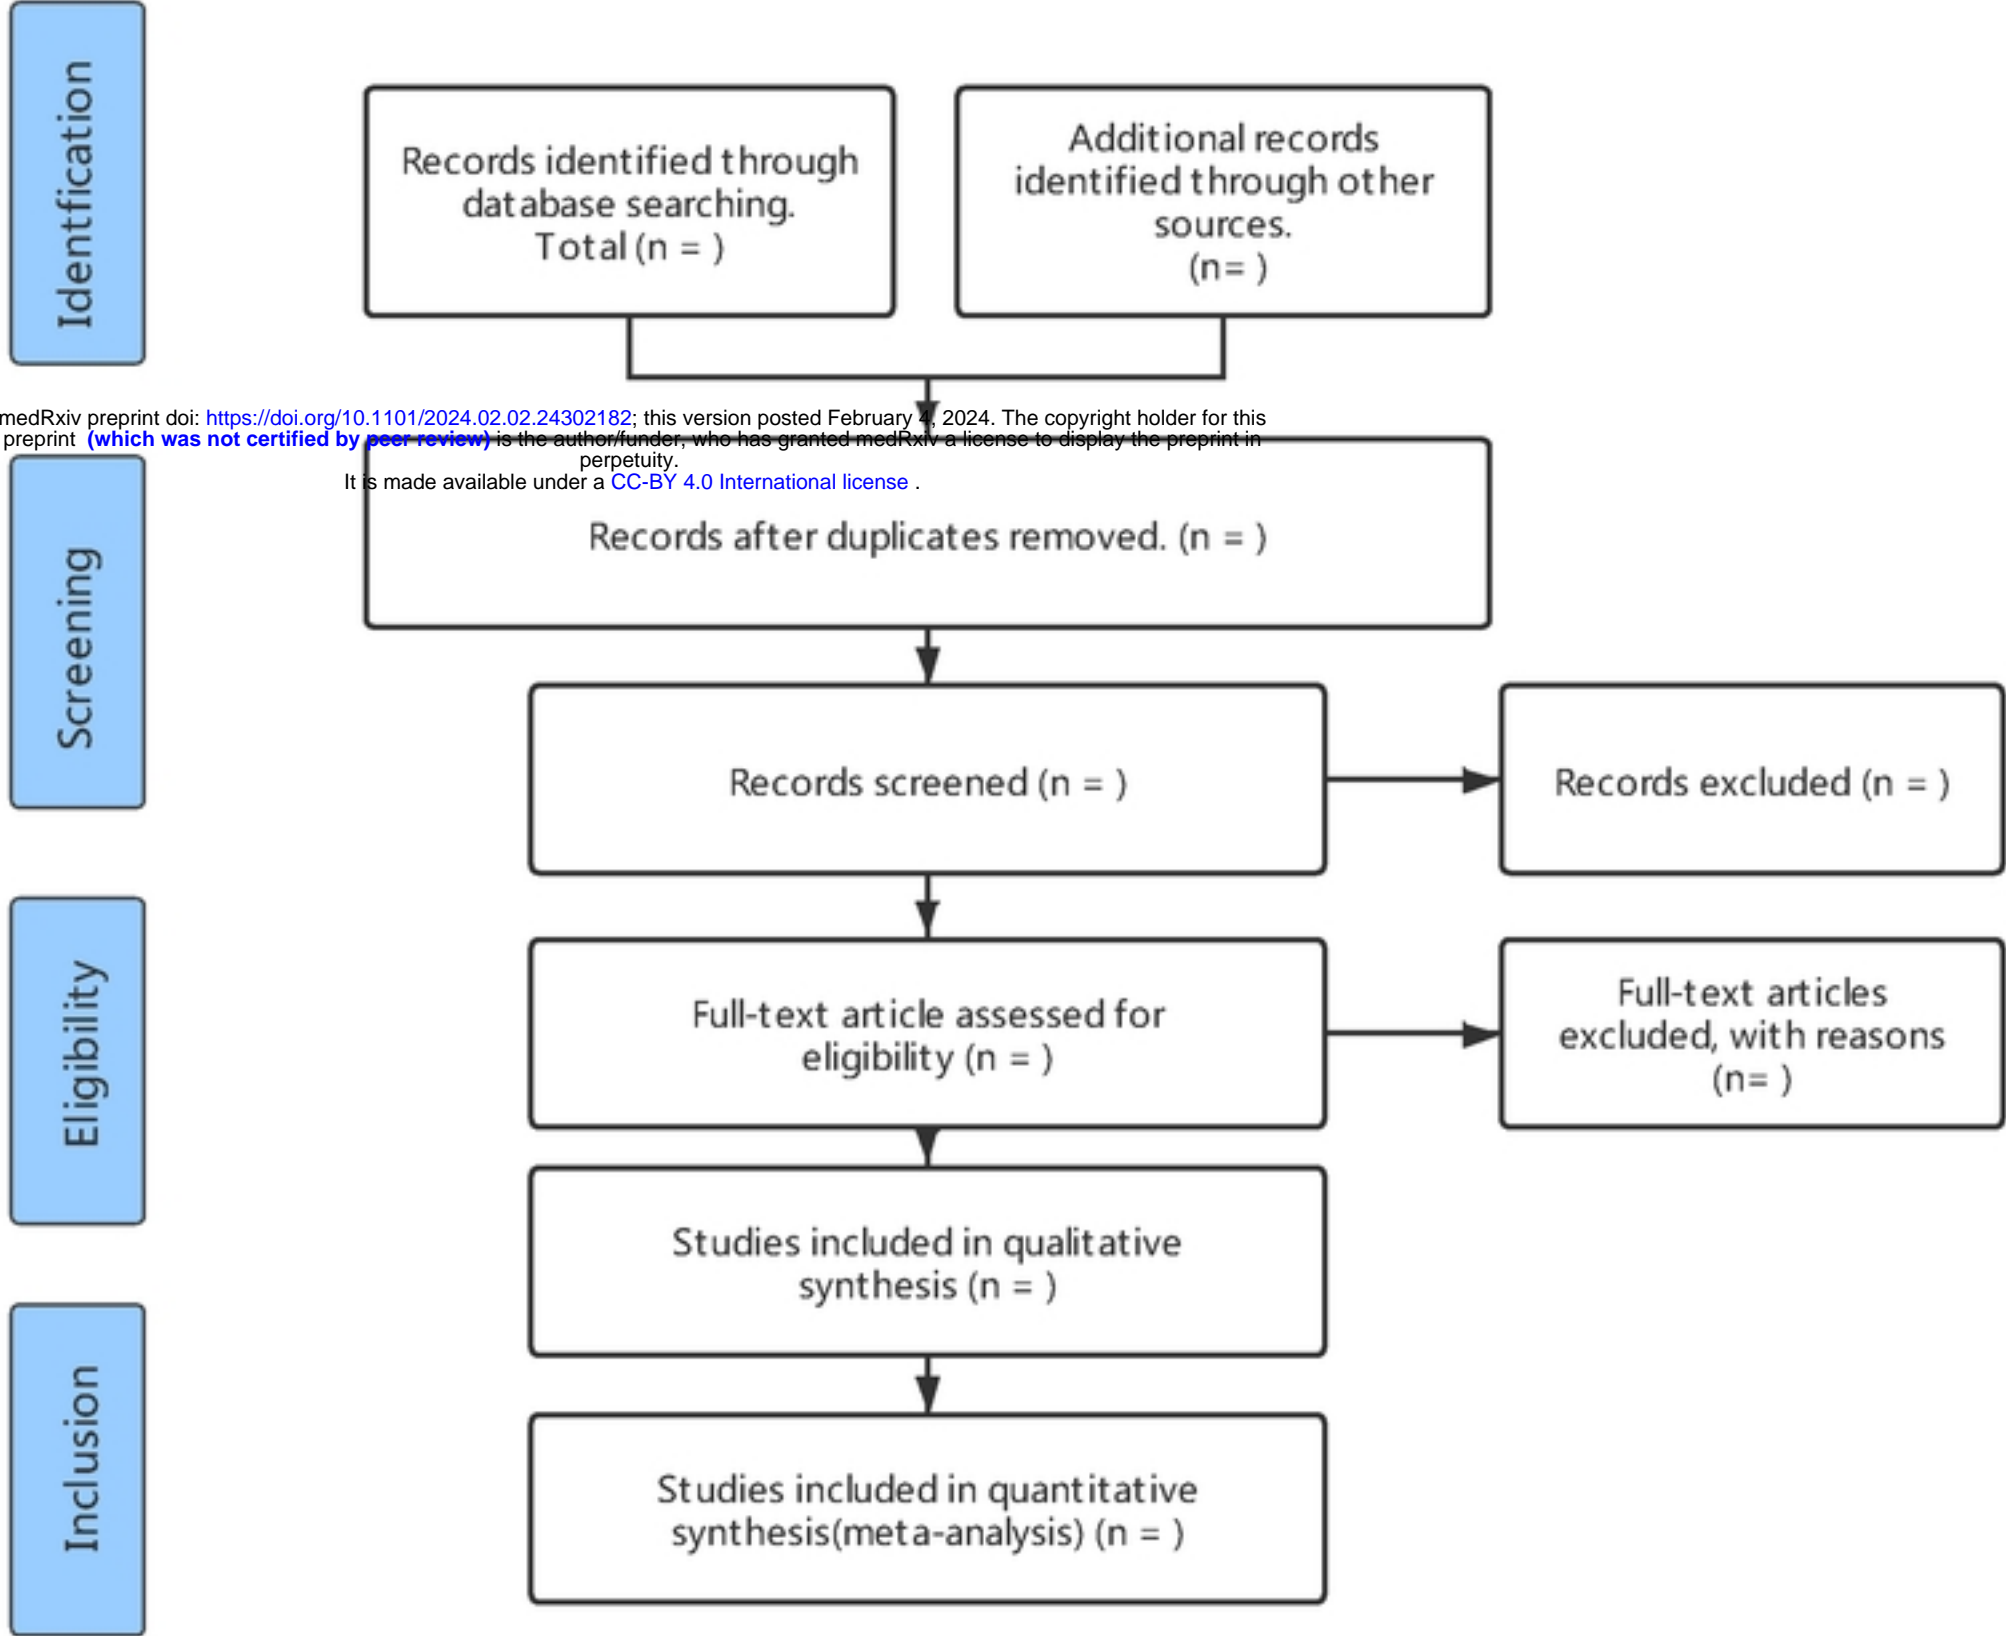 Identfication
Records identified through
database searching.
Total (n = )
Additional records
identified through other
sources.
(n= )
medRxiv preprint doi: https://doi.org/10.1101/2024.02.02.24302182; this version posted February 4, 2024. The copyright holder for this
preprint (which was not certified by peer review) is the author/funder, who has granted medRxiv a license to display the preprint in
perpetuity.
It is made available under a CC-BY 4.0 International license .
Screening
Records after duplicates removed. (n = )
Records screened (n = )
Records excluded (n = )
Eligibility
Full-text article assessed for
eligibility (n = )
Full-text articles
excluded, with reasons
(n= )
Studies included in qualitative
synthesis (n = )
Inclusion
Studies included in quantitative
synthesis(meta-analysis) (n = )